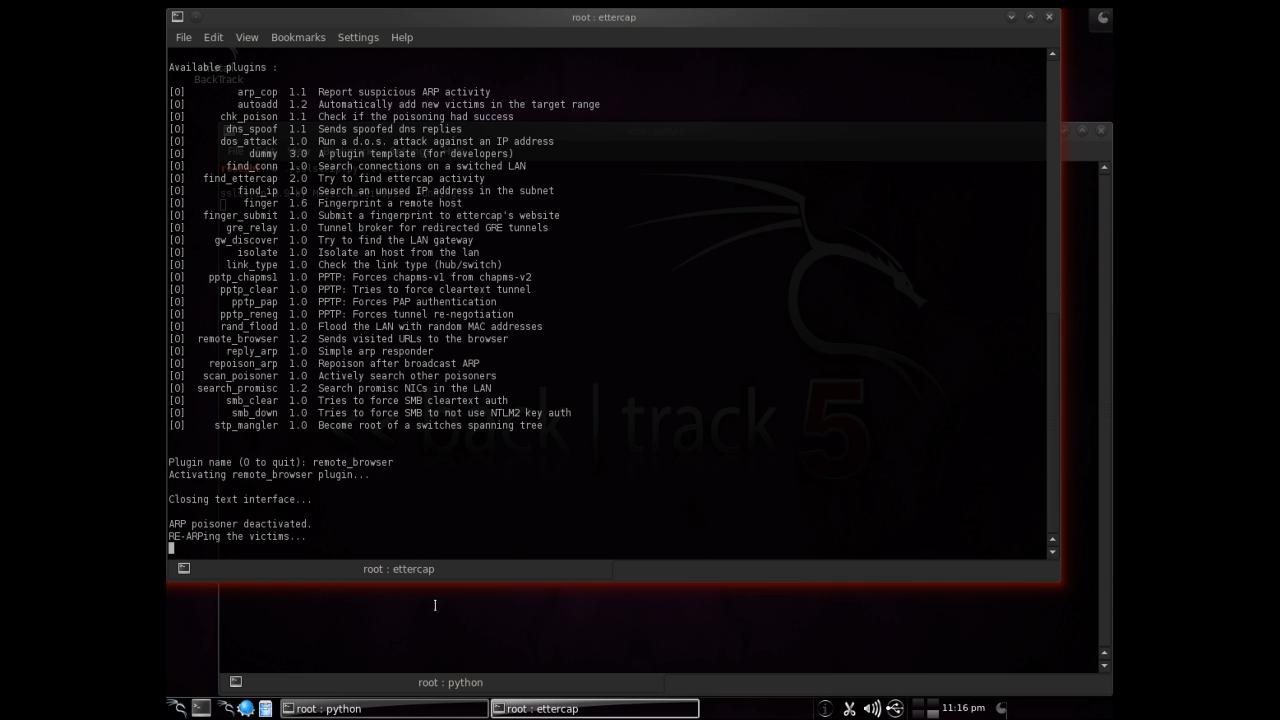 root : ettercap
File Edit View Bookmarks Settings Help
Available plugins :
BackTrack
[0] arp_cop 1.1 Report suspicious ARP activity
[0] autoadd 1.2 Automatically add new victims in the target range
[0] chk_poison 1.1 Check if the poisoning had success
[0] dns_spoof 1.1 Sends spoofed dns replies
[0] dos_attack 1.0 Run a d.o.s. attack against an IP address
[0] dummy 3.0 A plugin template (for developers)
[0] find_conn 1.0 Search connections on a switched LAN
[0] find_ettercap 2.0 Try to find ettercap activity
[0] find_ip 1.0 Search an unused IP address in the subnet
[0] finger 1.6 Fingerprint a remote host
[0] finger_submit 1.0 Submit a fingerprint to ettercap's website
[0] gre_relay 1.0 Tunnel broker for redirected GRE tunnels
[0] gw_discover 1.0 Try to find the LAN gateway
[0] isolate 1.0 Isolate an host from the lan
[0] link_type 1.0 Check the link type (hub/switch)
[0] pptp_chapms1 1.0 PPTP: Forces chapms-v1 from chapms-v2
[0] pptp_clear 1.0 PPTP: Tries to force cleartext tunnel
[0] pptp_pap 1.0 PPTP: Forces PAP authentication
[0] pptp_reneg 1.0 PPTP: Forces tunnel re-negotiation
[0] rand_flood 1.0 Flood the LAN with random MAC addresses
[0] remote_browser 1.2 Sends visited URLs to the browser
[0] reply_arp 1.0 Simple arp responder
[0] repoison_arp 1.0 Repoison after broadcast ARP
[0] scan_poisoner 1.0 Actively search other poisoners
[0] search_promisc 1.2 Search promisc NICs in the LAN
[0] smb_clear 1.0 Tries to force SMB cleartext auth
[0] smb_down 1.0 Tries to force SMB to not use NTLM2 key auth
[0] stp_mangler 1.0 Become root of a switches spanning tree
<< back | track 5
Plugin name (0 to quit): remote_browser
Activating remote_browser plugin...
Closing text interface...
ARP poisoner deactivated.
RE-ARPing the victims...
root : ettercap
root : python
root : python
root : ettercap
11:16 pm